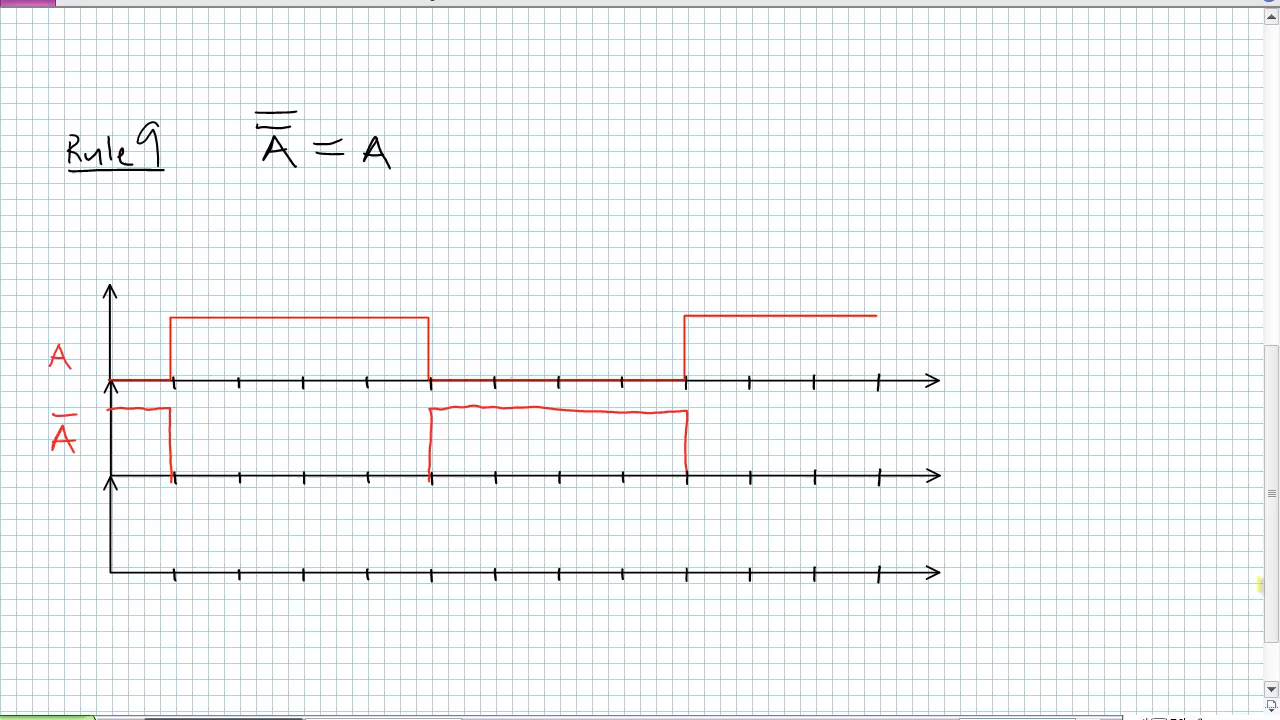 Rule 9 A̿ = A
A
A̅